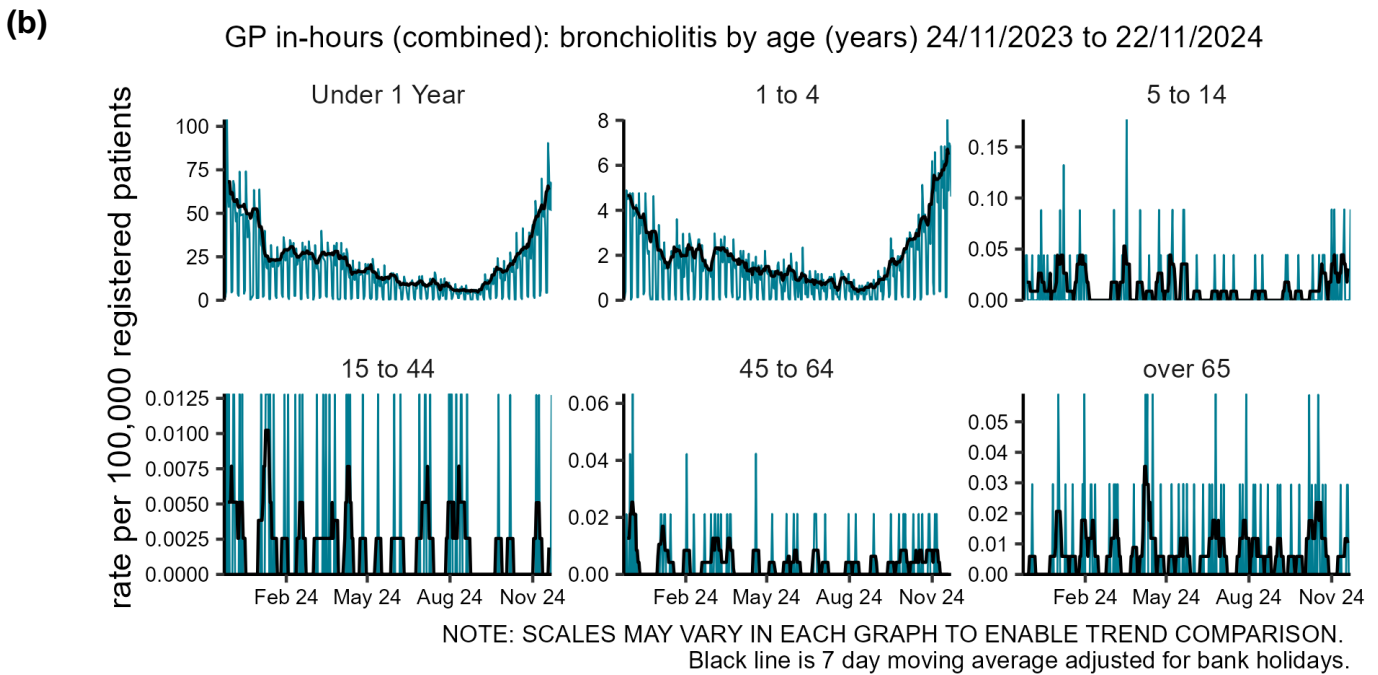 (b)
GP in-hours (combined): bronchiolitis by age (years) 24/11/2023 to 22/11/2024
rate per 100,000 registered patients
Under 1 Year
100
75
50
25
0
1 to 4
8
6
4
2
0
5 to 14
0.15
0.10
0.05
0.00
15 to 44
0.0125
0.0100
0.0075
0.0050
0.0025
0.0000
Feb 24 May 24 Aug 24 Nov 24
45 to 64
0.06
0.04
0.02
0.00
Feb 24 May 24 Aug 24 Nov 24
over 65
0.05
0.04
0.03
0.02
0.01
0.00
Feb 24 May 24 Aug 24 Nov 24
NOTE: SCALES MAY VARY IN EACH GRAPH TO ENABLE TREND COMPARISON.
Black line is 7 day moving average adjusted for bank holidays.